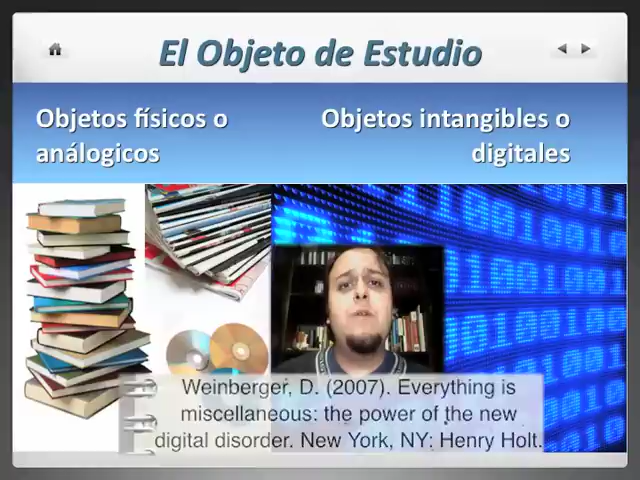 El Objeto de Estudio
Objetos físicos o
análogicos
Objetos intangibles o
digitales
Weinberger, D. (2007). Everything is
miscellaneous: the power of the new
digital disorder. New York, NY: Henry Holt.